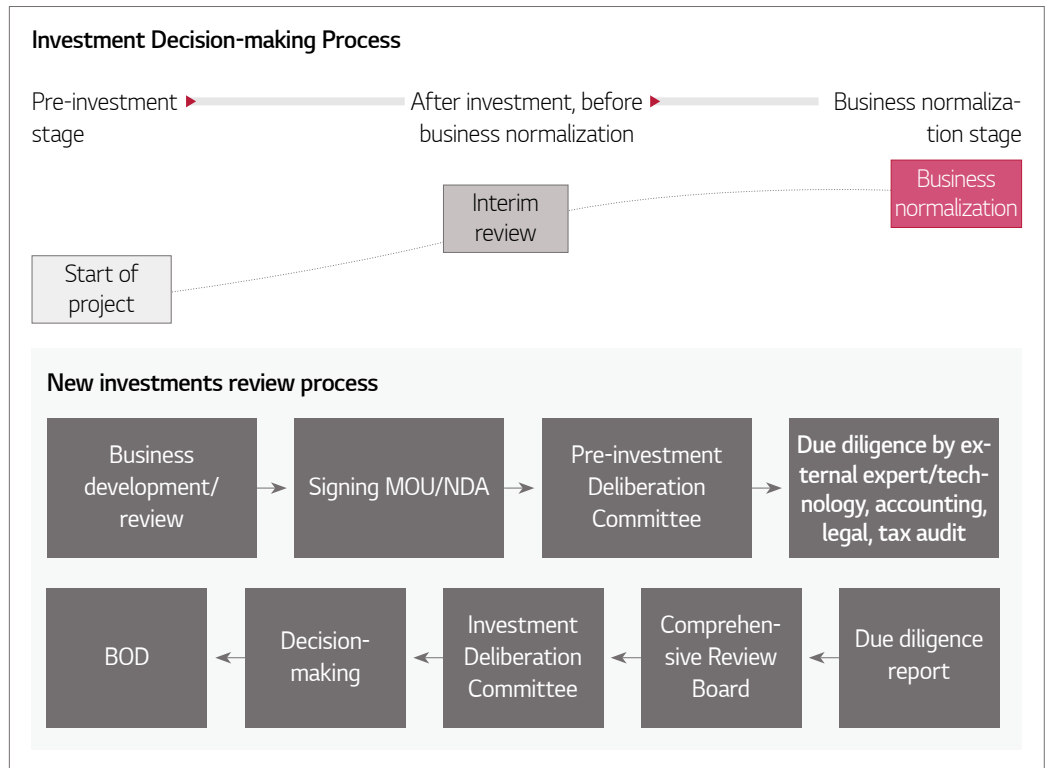 Investment Decision-making Process
Pre-investment
stage
After investment, before
business normalization
Business normaliza-
tion stage
Start of
project
Interim
review
Business
normalization
New investments review process
Business
development/
review
Signing MOU/NDA
Pre-investment
Deliberation
Committee
Due diligence by ex-
ternal expert/tech-
nology, accounting,
legal, tax audit
BOD
Decision-
making
Investment
Deliberation
Committee
Comprehen-
sive Review
Board
Due diligence
report